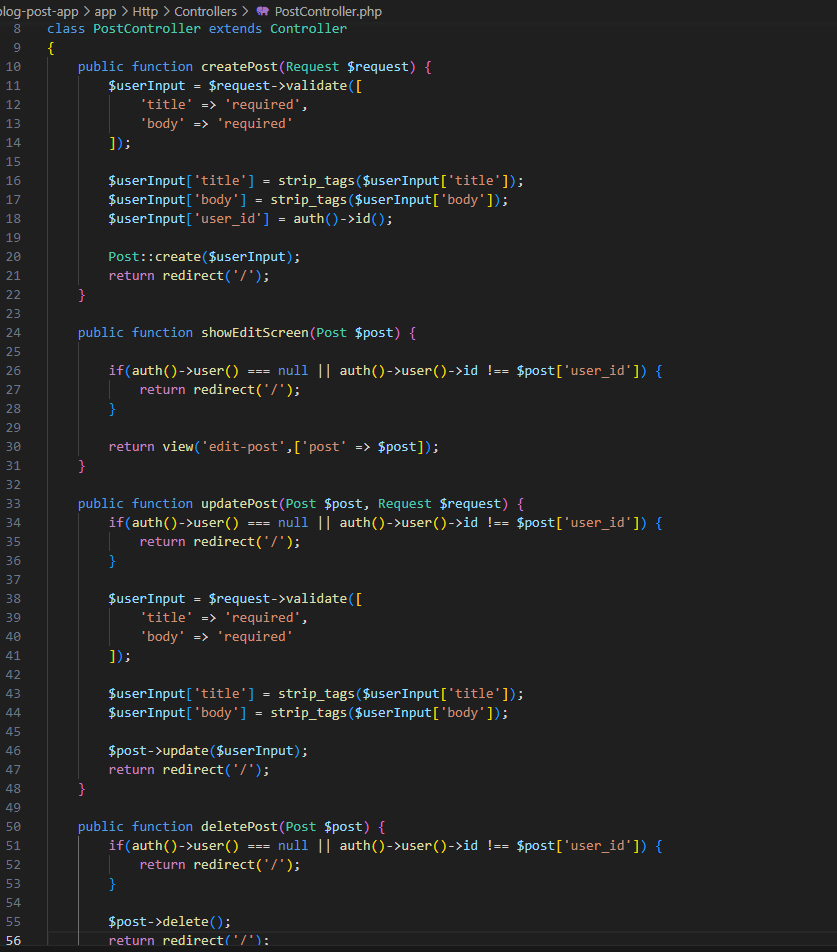 blog-post-app > app > Http > Controllers > PostController.php
8 class PostController extends Controller
9 {
10 public function createPost(Request $request) {
11 $userInput = $request->validate([
12 'title' => 'required',
13 'body' => 'required'
14 ]);
15
16 $userInput['title'] = strip_tags($userInput['title']);
17 $userInput['body'] = strip_tags($userInput['body']);
18 $userInput['user_id'] = auth()->id();
19
20 Post::create($userInput);
21 return redirect('/');
22 }
23
24 public function showEditScreen(Post $post) {
25
26 if(auth()->user() === null || auth()->user()->id !== $post['user_id']) {
27 return redirect('/');
28 }
29
30 return view('edit-post',['post' => $post]);
31 }
32
33 public function updatePost(Post $post, Request $request) {
34 if(auth()->user() === null || auth()->user()->id !== $post['user_id']) {
35 return redirect('/');
36 }
37
38 $userInput = $request->validate([
39 'title' => 'required',
40 'body' => 'required'
41 ]);
42
43 $userInput['title'] = strip_tags($userInput['title']);
44 $userInput['body'] = strip_tags($userInput['body']);
45
46 $post->update($userInput);
47 return redirect('/');
48 }
49
50 public function deletePost(Post $post) {
51 if(auth()->user() === null || auth()->user()->id !== $post['user_id']) {
52 return redirect('/');
53 }
54
55 $post->delete();
56 return redirect('/');